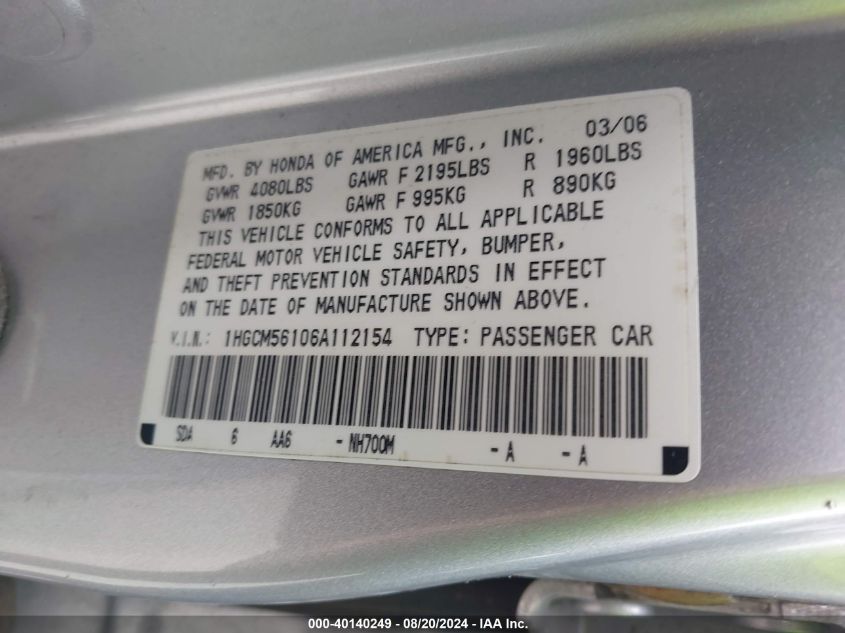 MFD. BY HONDA OF AMERICA MFG., INC. 03/06
GVWR 4080LBS GAWR F 2195LBS R 1960LBS
GVWR 1850KG GAWR F 995KG R 890KG
THIS VEHICLE CONFORMS TO ALL APPLICABLE
FEDERAL MOTOR VEHICLE SAFETY, BUMPER,
AND THEFT PREVENTION STANDARDS IN EFFECT
ON THE DATE OF MANUFACTURE SHOWN ABOVE.
V.I.N.: 1HGCM56106A112154 TYPE: PASSENGER CAR
SDA 6 AA6 - NH700M - A - A
000-40140249 - 08/20/2024 - IAA Inc.